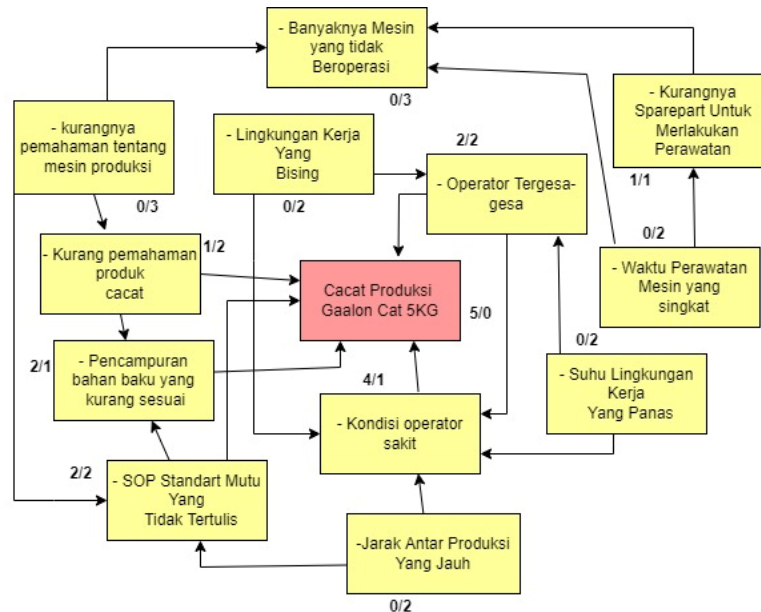 - Banyaknya Mesin
yang tidak
Beroperasi
0/3
- kurangnya
pemahaman tentang
mesin produksi
0/3
- Lingkungan Kerja
Yang
Bising
0/2
2/2
- Operator Tergesa-
gesa
- Kurangnya
Sparepart Untuk
Merlakukan
Perawatan
1/1
- Kurang pemahaman
produk
cacat
1/2
Cacat Produksi
Gaalon Cat 5KG
5/0
0/2
- Waktu Perawatan
Mesin yang
singkat
2/1
- Pencampuran
bahan baku yang
kurang sesuai
4/1
- Kondisi operator
sakit
0/2
- Suhu Lingkungan
Kerja
Yang Panas
2/2
- SOP Standart Mutu
Yang
Tidak Tertulis
-Jarak Antar Produksi
Yang Jauh
0/2